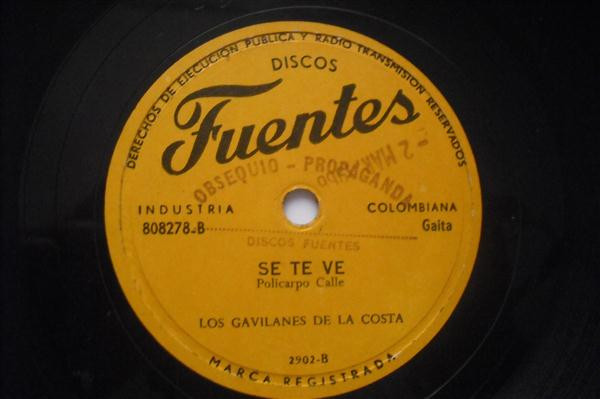 DERECHOS DE EJECUCION PUBLICA Y RADIO TRANSMISION RESERVADOS
DISCOS
Fuentes
OBSEQUIO - PROPAGANDA
INDUSTRIA COLOMBIANA
808278-B Gaita
DISCOS FUENTES
SE TE VE
Policarpo Calle
LOS GAVILANES DE LA COSTA
2902-B
MARCA REGISTRADA